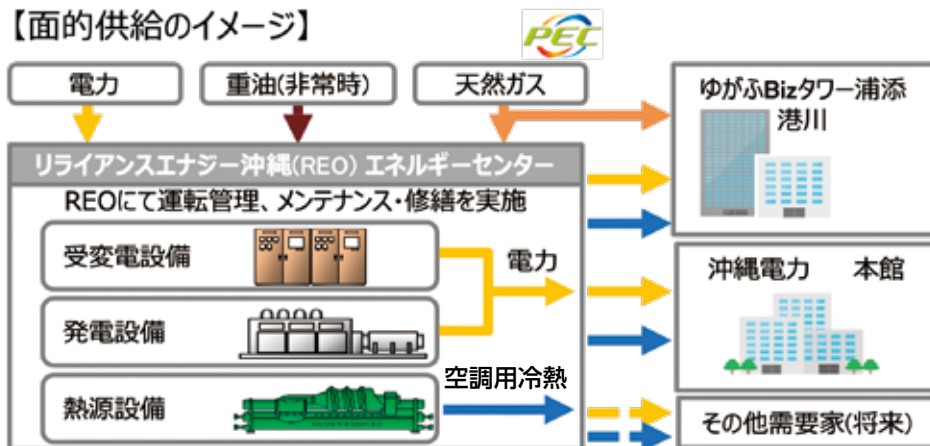 【面的供給のイメージ】
PEC
電力
重油(非常時)
天然ガス
リライアンスエナジー沖縄(REO) エネルギーセンター
REOにて運転管理、メンテナンス・修繕を実施
受変電設備
発電設備
熱源設備
電力
空調用冷熱
ゆがふBizタワー浦添
港川
沖縄電力 本館
その他需要家(将来)